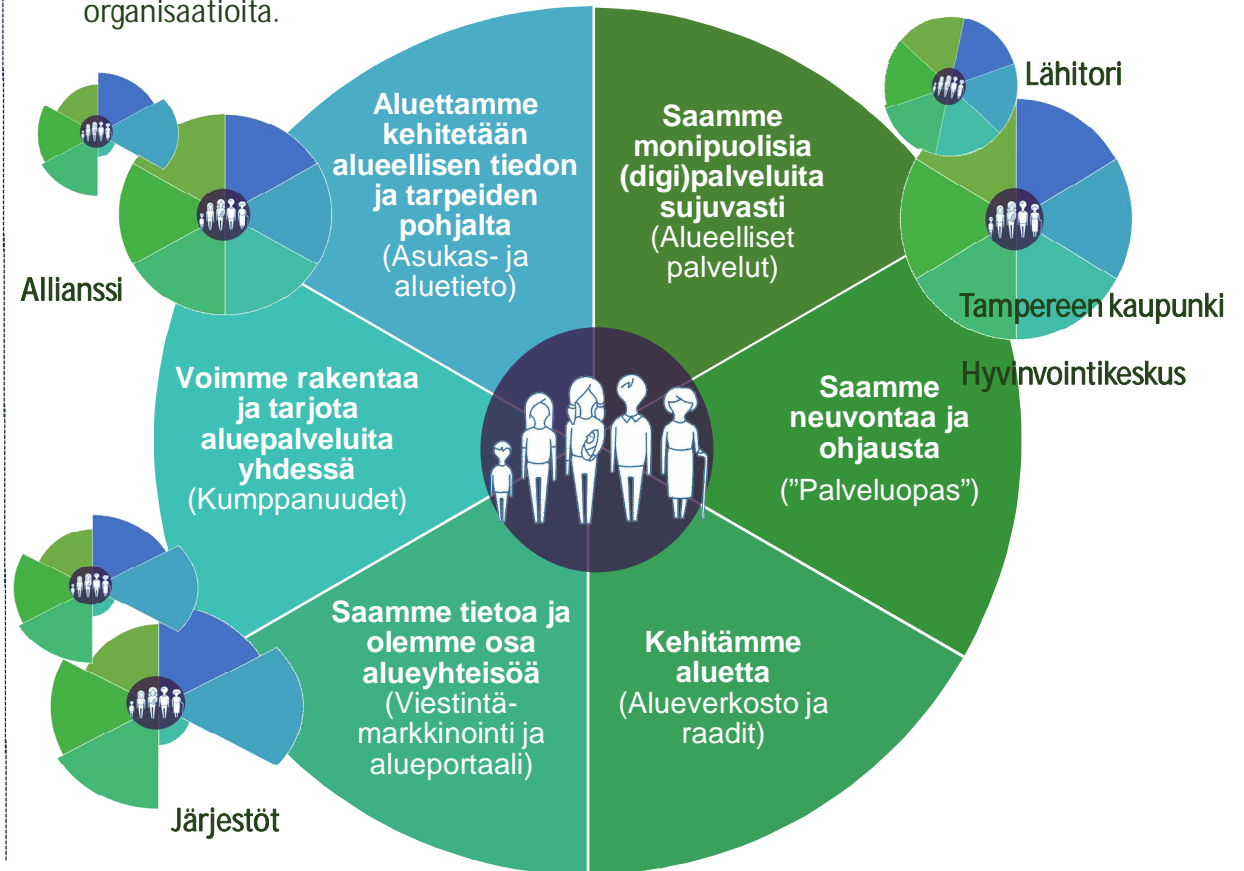 organisaatioita.
Aluettamme
kehitetään
alueellisen tiedon
ja tarpeiden
pohjalta
(Asukas- ja
aluetieto)
Saamme
monipuolisia
(digi)palveluita
sujuvasti
(Alueelliset
palvelut)
Lähitori
Allianssi
Tampereen kaupunki
Hyvinvointikeskus
Voimme rakentaa
ja tarjota
aluepalveluita
yhdessä
(Kumppanuudet)
Saamme
neuvontaa ja
ohjausta
(”Palveluopas”)
Saamme tietoa ja
olemme osa
alueyhteisöä
(Viestintä-
markkinointi ja
alueportaali)
Kehitämme
aluetta
(Alueverkosto ja
raadit)
Järjestöt